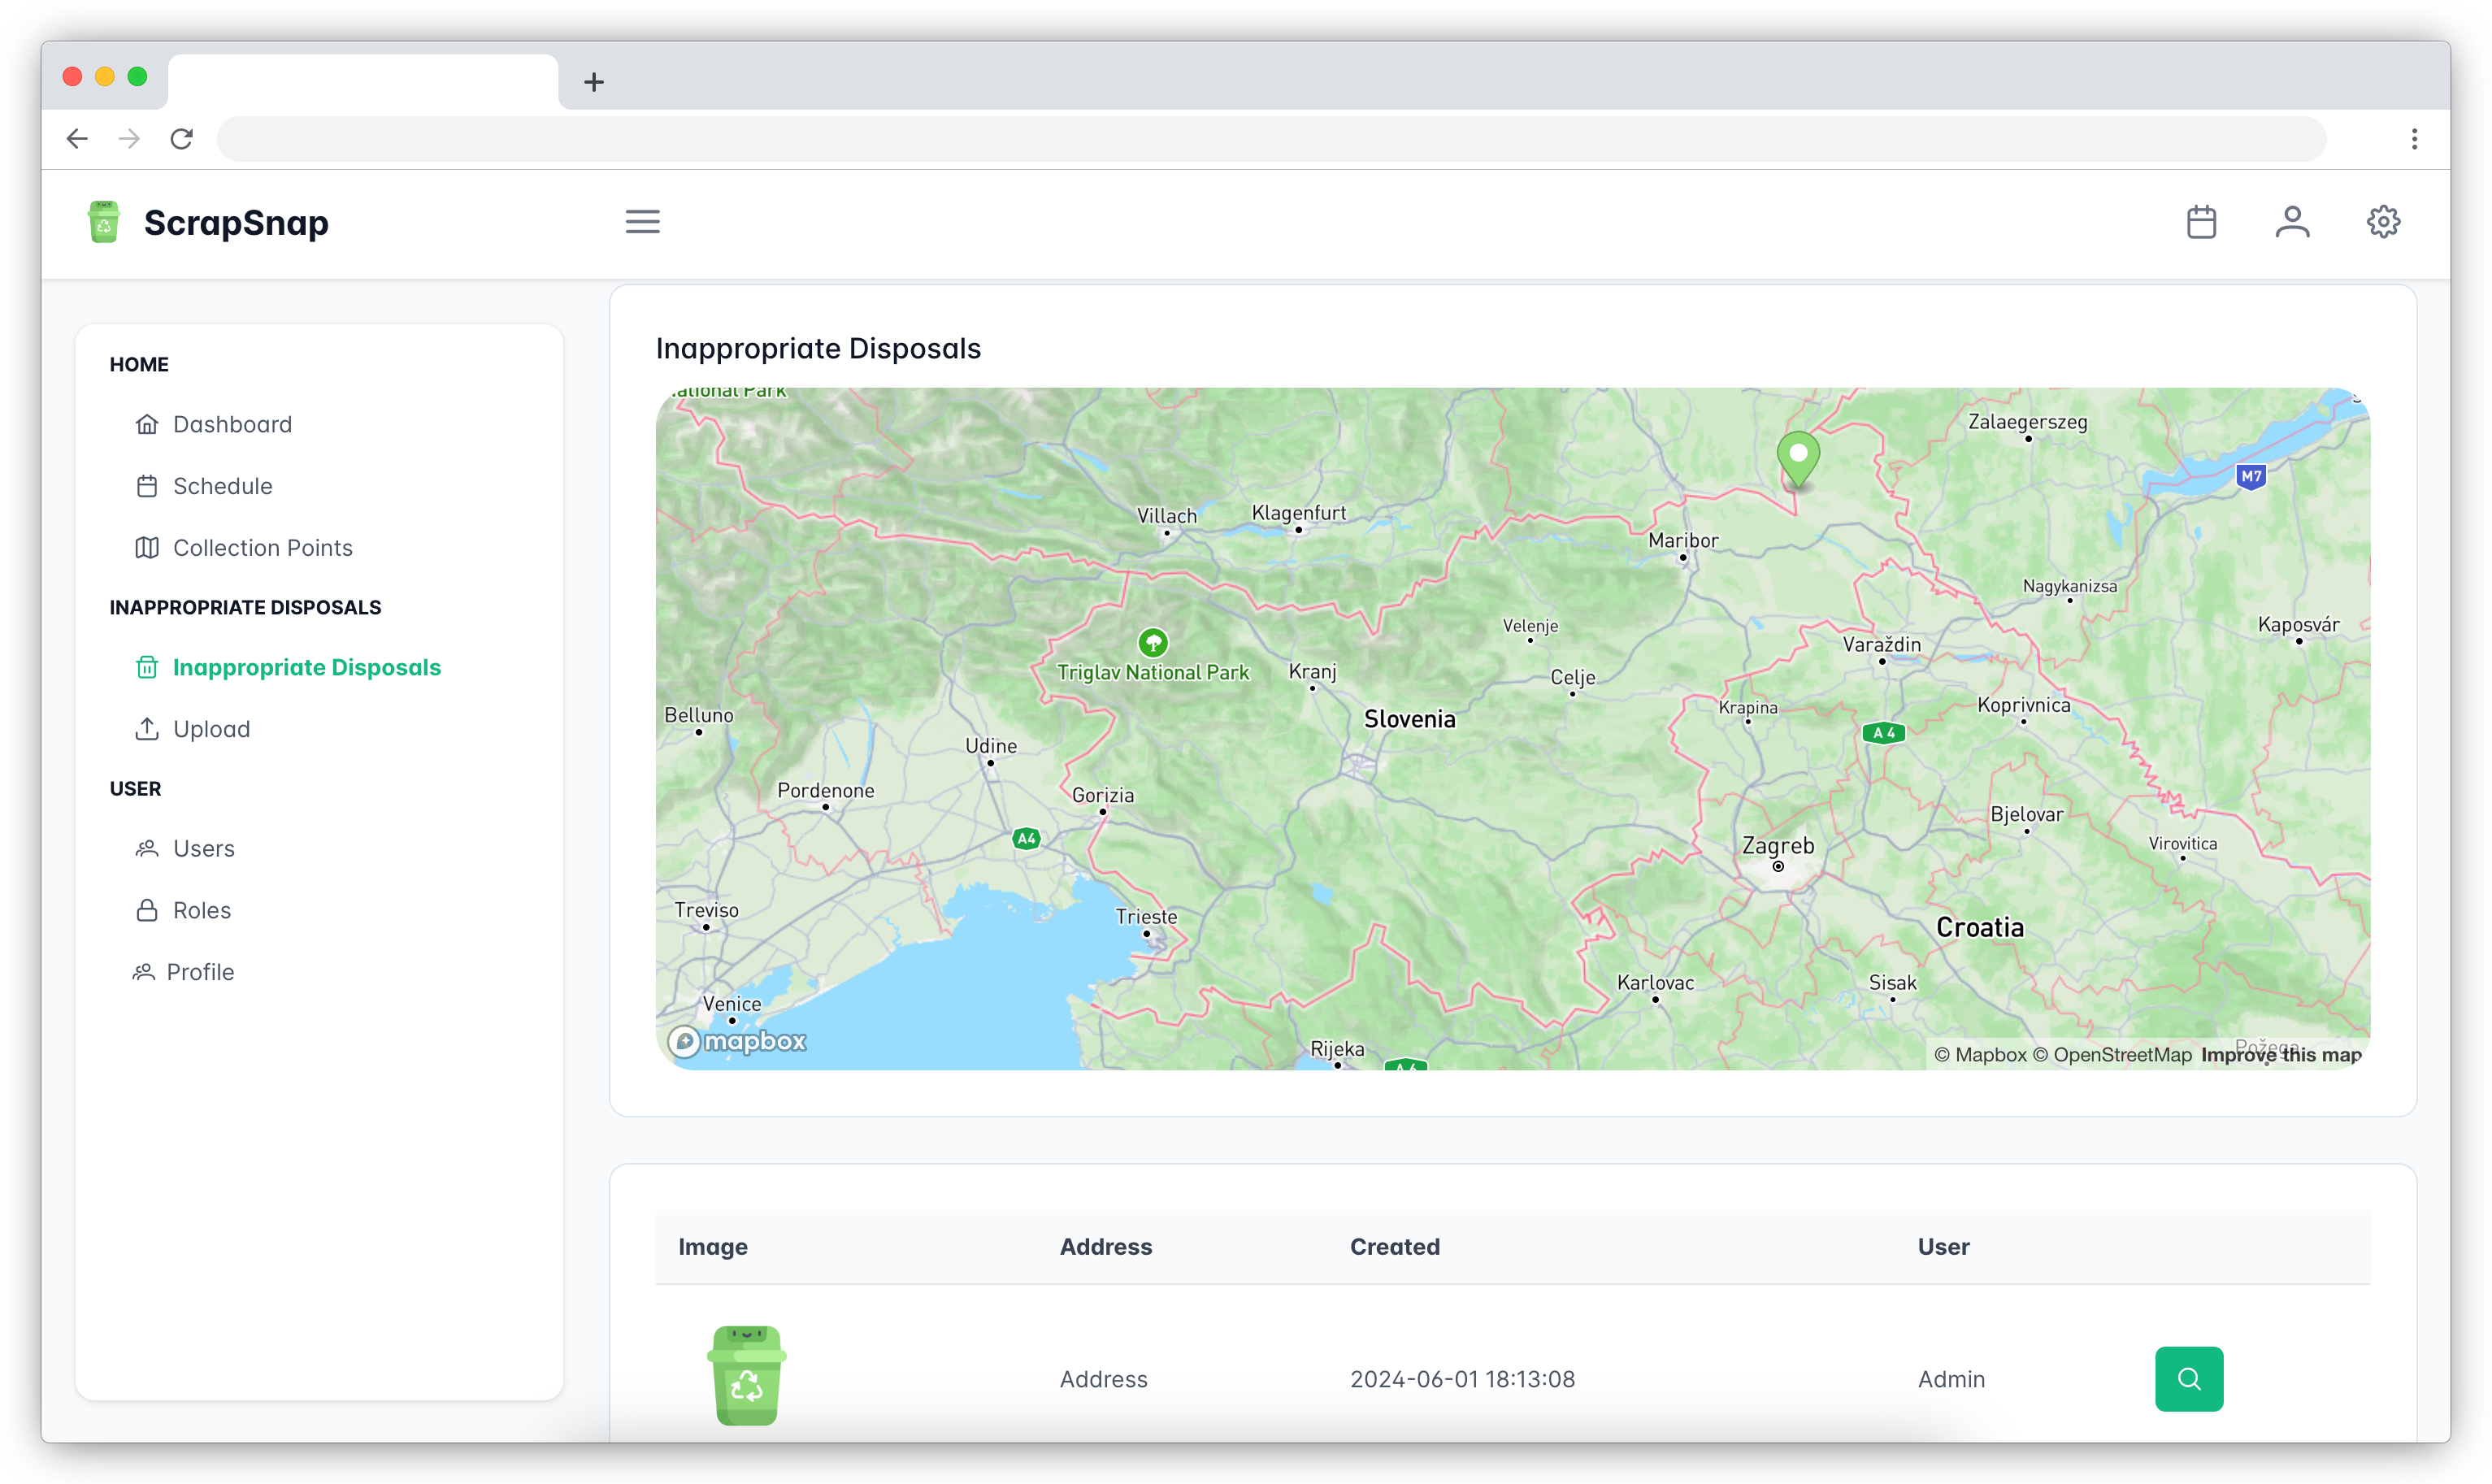 ScrapSnap
HOME
Dashboard
Schedule
Collection Points
INAPPROPRIATE DISPOSALS
Inappropriate Disposals
Upload
USER
Users
Roles
Profile
Inappropriate Disposals
ational Park
Zalaegerszeg
M7
Villach
Klagenfurt
Maribor
Nagykanizsa
Velenje
Kaposvár
Varaždin
Triglav National Park
Kranj
Celje
Belluno
Slovenia
Krapina
Koprivnica
A 4
Udine
Pordenone
Gorizia
Bjelovar
A4
Zagreb
Virovitica
Treviso
Trieste
Croatia
Venice
Karlovac
Sisak
mapbox
Rijeka
A 6
Požega
© Mapbox © OpenStreetMap Improve this map
Image Address Created User
Address 2024-06-01 18:13:08 Admin